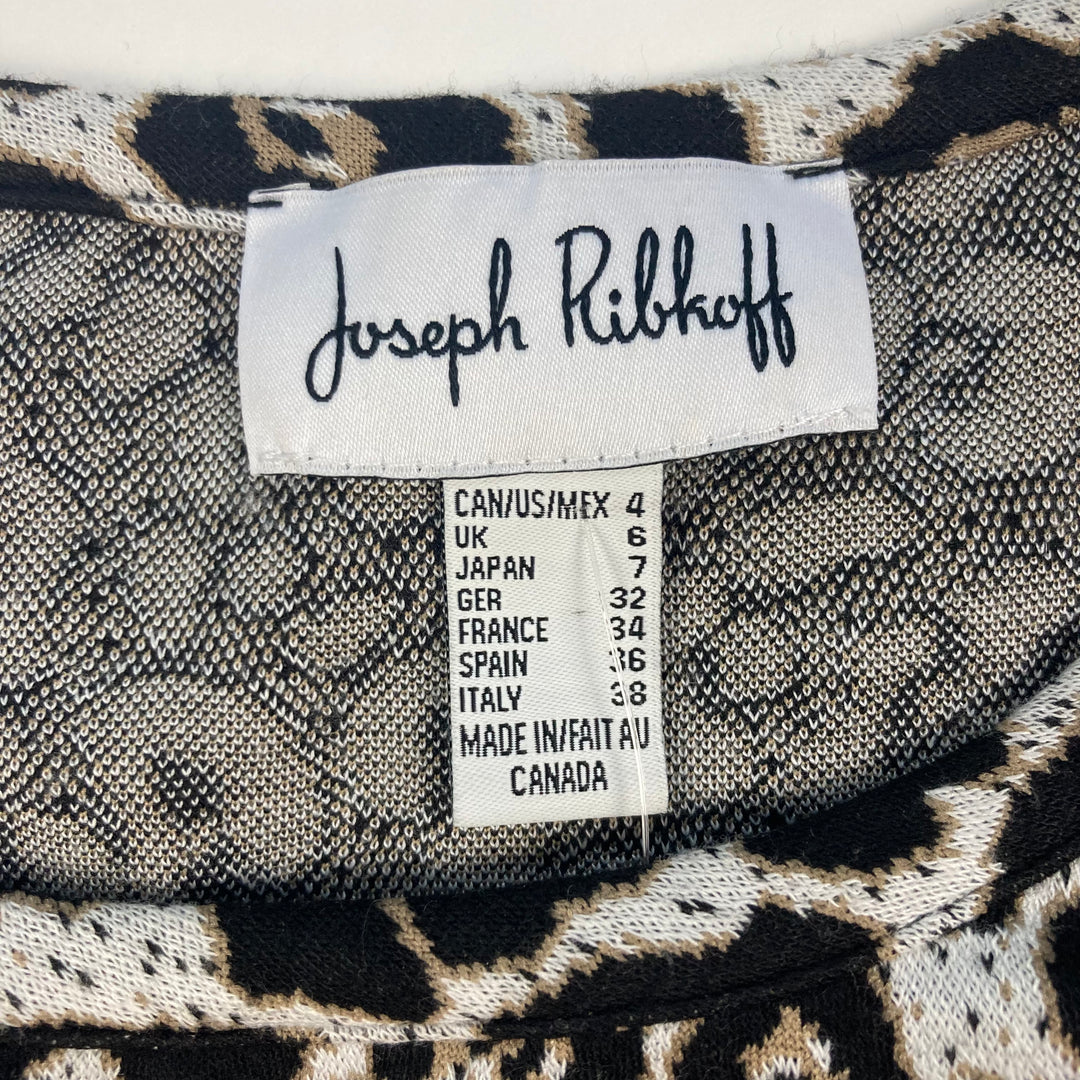 Joseph Ribkoff
CAN/US/MEX 4
UK 6
JAPAN 7
GER 32
FRANCE 34
SPAIN 36
ITALY 38
MADE IN/FAIT AU
CANADA